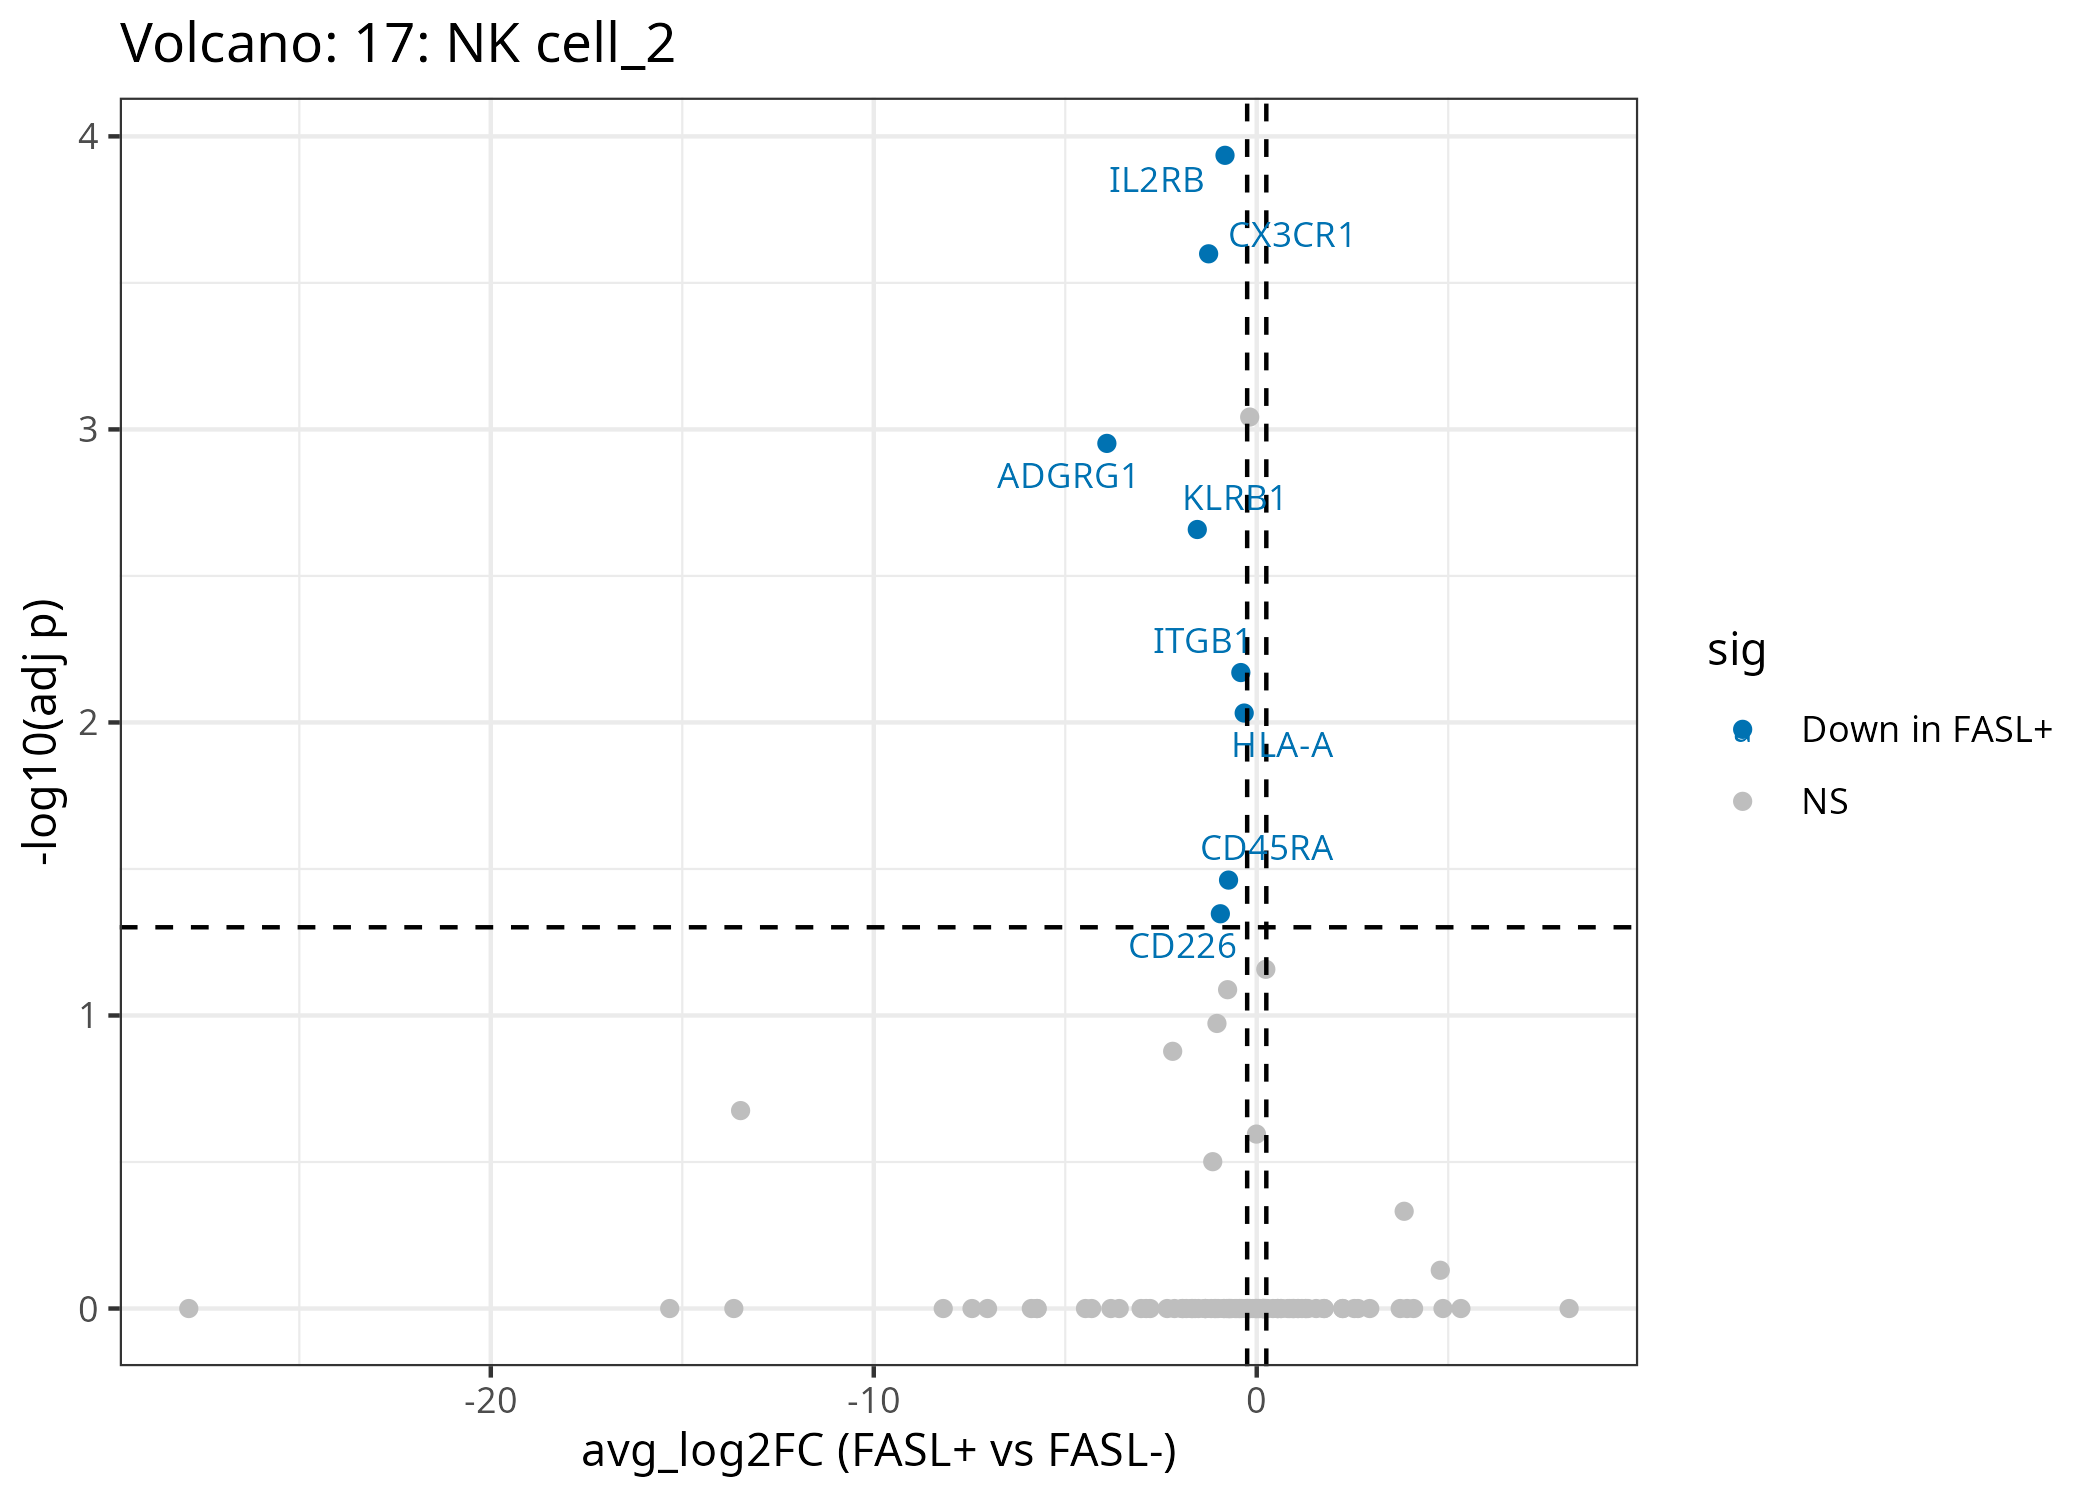 Volcano: 17: NK cell_2
4
IL2RB
CX3CR1
3
ADGRG1
KLRB1
ITGB1
2
HLA-A
CD45RA
CD226
1
0
-20
-10
0
avg_log2FC (FASL+ vs FASL-)
-log10(adj p)
sig
a
Down in FASL+
NS